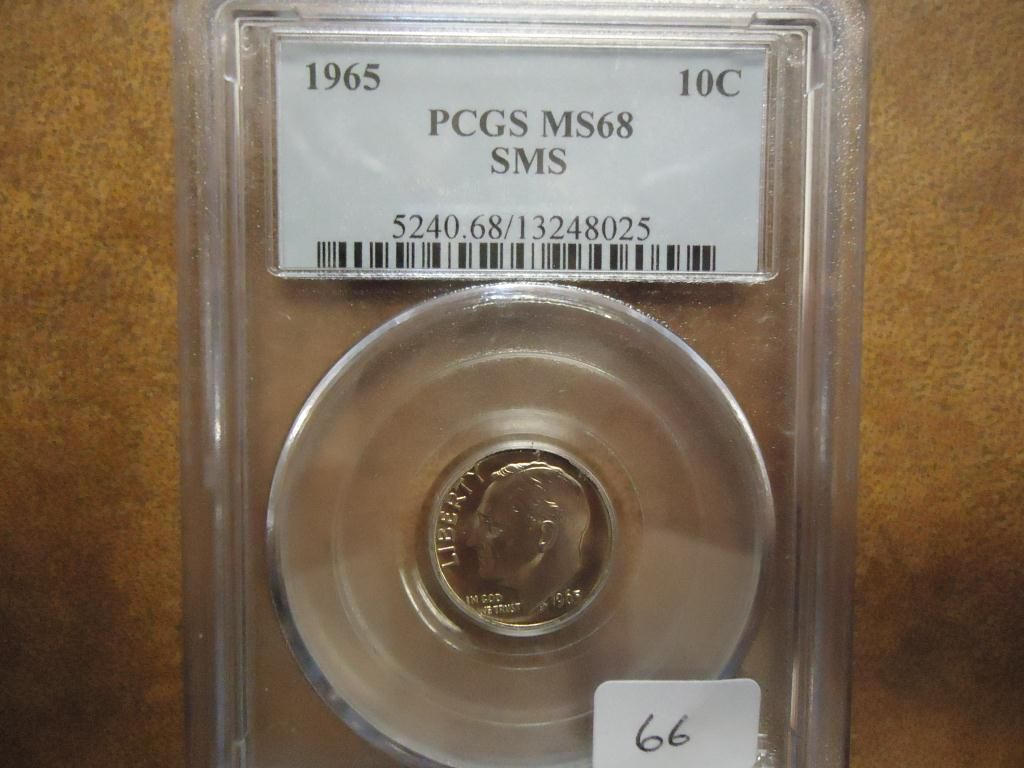 1965 10C
PCGS MS68
SMS
5240.68/13248025
LIBERTY
IN GOD
WE TRUST
1965
66